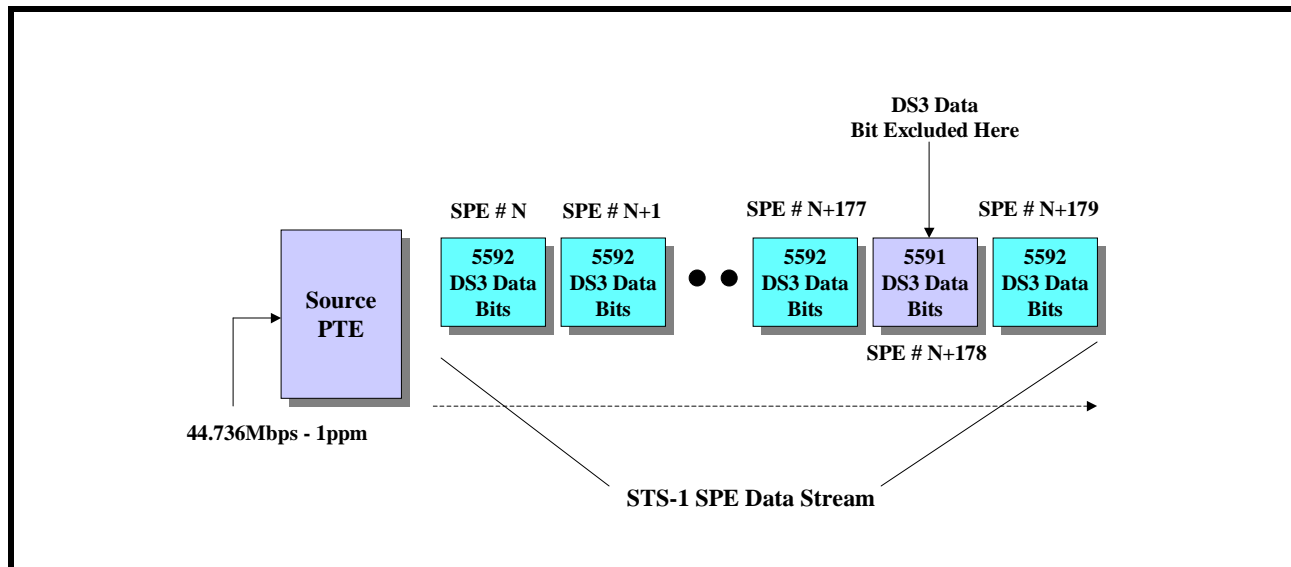 DS3 Data
Bit Excluded Here
SPE # N
SPE # N+1
SPE # N+177
SPE # N+179
Source
PTE
5592
DS3 Data
Bits
5592
DS3 Data
Bits
5592
DS3 Data
Bits
5591
DS3 Data
Bits
5592
DS3 Data
Bits
SPE # N+178
44.736Mbps - 1ppm
STS-1 SPE Data Stream